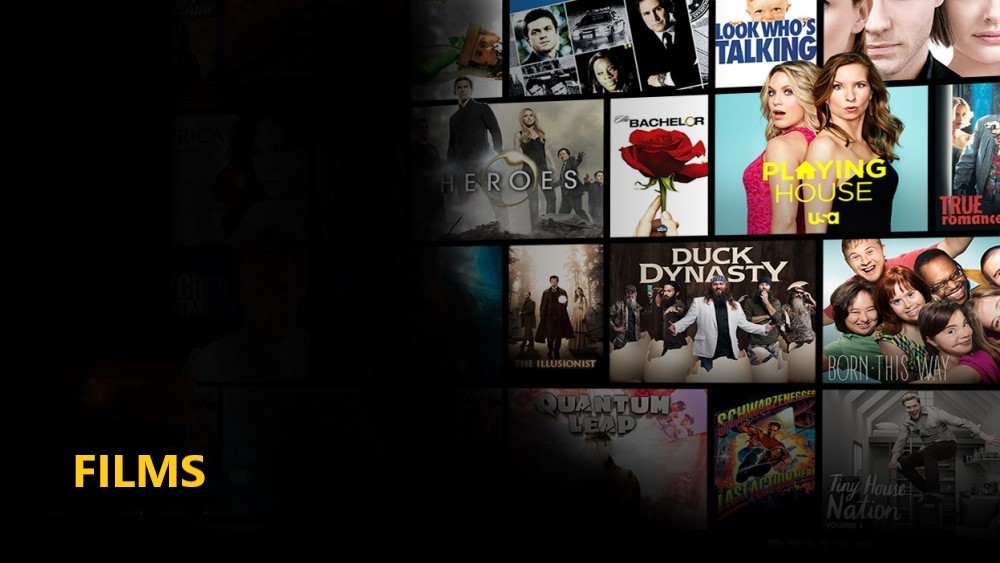 LOOK WHO'S
TALKING
HEROES
The BACHELOR
abc
PLAYING
HOUSE
usa
TRUE
romance
THE ILLUSIONIST
DUCK
DYNASTY
BORN THIS WAY
QUANTUM
LEAP
SCHWARZENEGGER
LAST ACTION HERO
Tiny House
Nation
VOLUME 1
FILMS